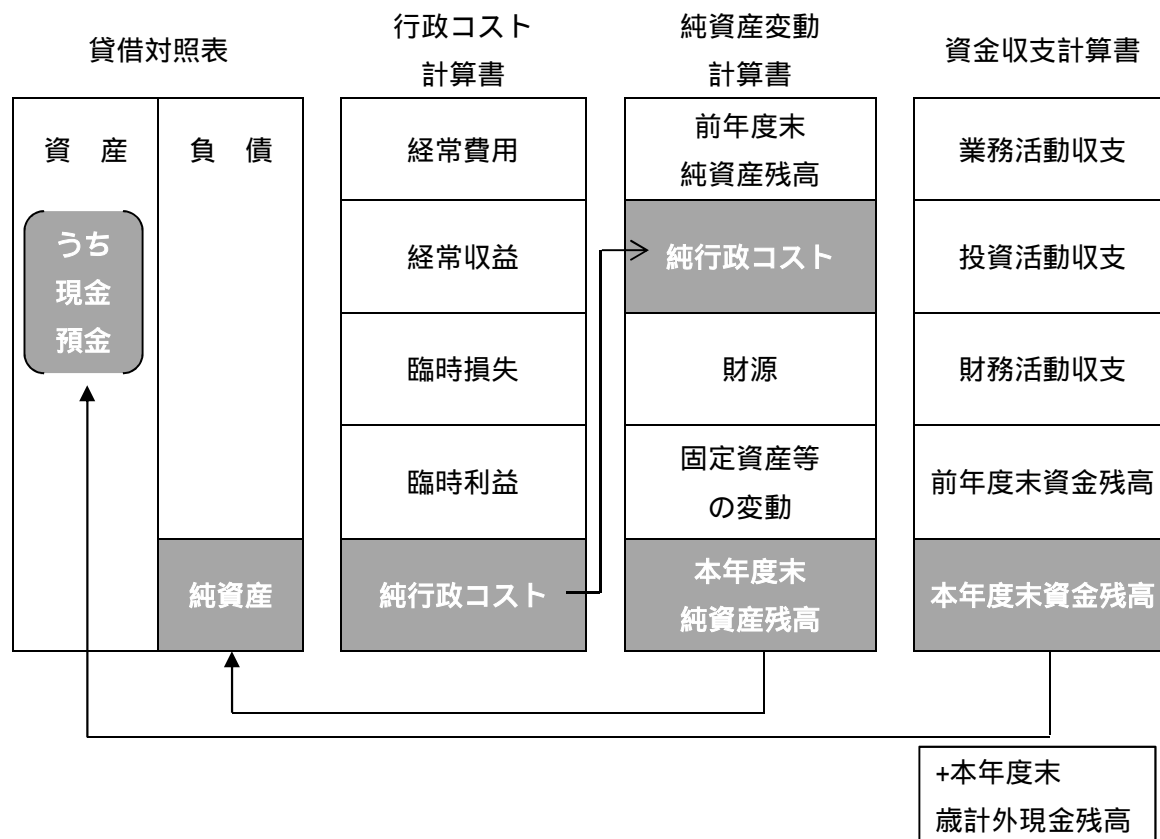 貸借対照表
資　産
うち
現金
預金
負　債
純資産
行政コスト
計算書
経常費用
経常収益
臨時損失
臨時利益
純行政コスト
純資産変動
計算書
前年度末
純資産残高
純行政コスト
財源
固定資産等
の変動
本年度末
純資産残高
資金収支計算書
業務活動収支
投資活動収支
財務活動収支
前年度末資金残高
本年度末資金残高
+本年度末
歳計外現金残高